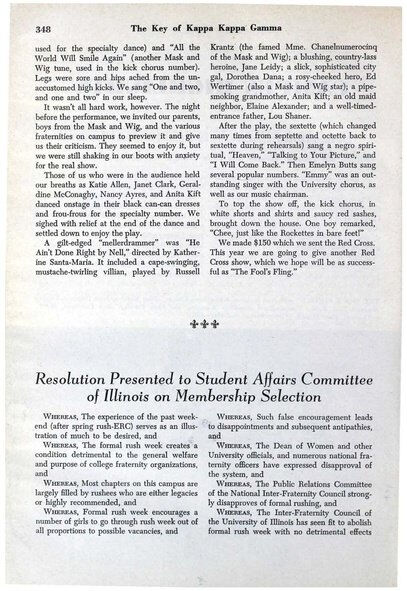 348
The Key of Kappa Kappa Gamma
used for the specialty dance) and "All the
World Will Smile Again" (another Mask and
Wig tune, used in the kick chorus number).
Legs were sore and hips ached from the un-
accustomed high kicks. We sang "One and two,
and one and two" in our sleep.
It wasn't all hard work, however. The night
before the performance, we invited our parents,
boys from the Mask and Wig, and the various
fraternities on campus to preview it and give
us their criticism. They seemed to enjoy it, but
we were still shaking in our boots with anxiety
for the real show.
Those of us who were in the audience held
our breaths as Katie Allen, Janet Clark, Geral-
dine McConaghy, Nancy Ayres, and Anita Kift
danced onstage in their black can-can dresses
and frou-frous for the specialty number. We
sighed with relief at the end of the dance and
settled down to enjoy the play.
A gilt-edged "mellerdrammer" was "He
Ain't Done Right by Nell," directed by Kather-
ine Santa-Maria. It included a cape-swinging,
mustache-twirling villian, played by Russell
Krantz (the famed Mme. Chanelnumerocinq
of the Mask and Wig); a blushing, country-lass
heroine, Jane Leidy; a slick, sophisticated city
gal, Dorothea Dana; a rosy-cheeked hero, Ed
Wertimer (also a Mask and Wig star); a pipe-
smoking grandmother, Anita Kift; an old maid
neighbor, Elaine Alexander; and a well-timed-
entrance father, Lou Shaner.
After the play, the sextette (which changed
many times from septette and octette back to
sextette during rehearsals) sang a negro spiri-
tual, "Heaven," "Talking to Your Picture," and
"I Will Come Back." Then Emelyn Butts sang
several popular numbers. "Emmy" was an out-
standing singer with the University chorus, as
well as our music chairman.
To top the show off, the kick chorus, in
white shorts and shirts and saucy red sashes,
brought down the house. One boy remarked,
"Chee, just like the Rockettes in bare feet!"
We made $150 which we sent the Red Cross.
This year we are going to give another Red
Cross show, which we hope will be as success-
ful as "The Fool's Fling."
Resolution Presented to Student Affairs Committee
of Illinois on Membership Selection
WHEREAS, The experience of the past week-
end (after spring rush-ERC) serves as an illus-
tration of much to be desired, and
WHEREAS, The formal rush week creates a
condition detrimental to the general welfare
and purpose of college fraternity organizations,
and
WHEREAS, Most chapters on this campus are
largely filled by rushees who are either legacies
or highly recommended, and
WHEREAS, Formal rush week encourages a
number of girls to go through rush week out of
all proportions to possible vacancies, and
WHEREAS, Such false encouragement leads
to disappointments and subsequent antipathies,
and
WHEREAS, The Dean of Women and other
University officials, and numerous national fra-
ternity officers have expressed disapproval of
the system, and
WHEREAS, The Public Relations Committee
of the National Inter-Fraternity Council strong-
ly disapproves of formal rushing, and
WHEREAS, The Inter-Fraternity Council of
the University of Illinois has seen fit to abolish
formal rush week with no detrimental effects